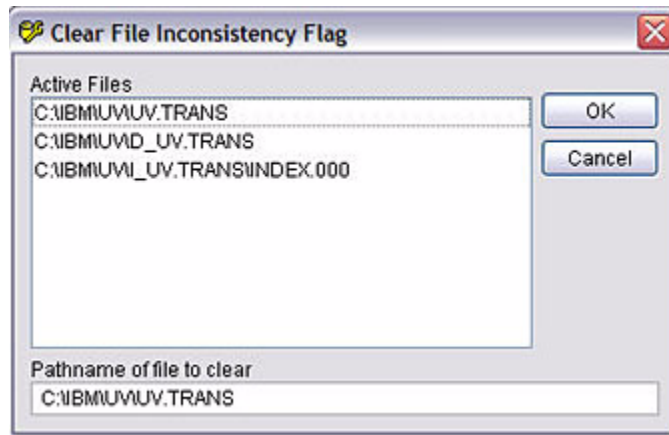 Clear File Inconsistency Flag
Active Files
C:\IBM\UV\UV.TRANS
C:\IBM\UV\D_UV.TRANS
C:\IBM\UV\I_UV.TRANS\INDEX.000
OK
Cancel
Pathname of file to clear
C:\IBM\UV\UV.TRANS